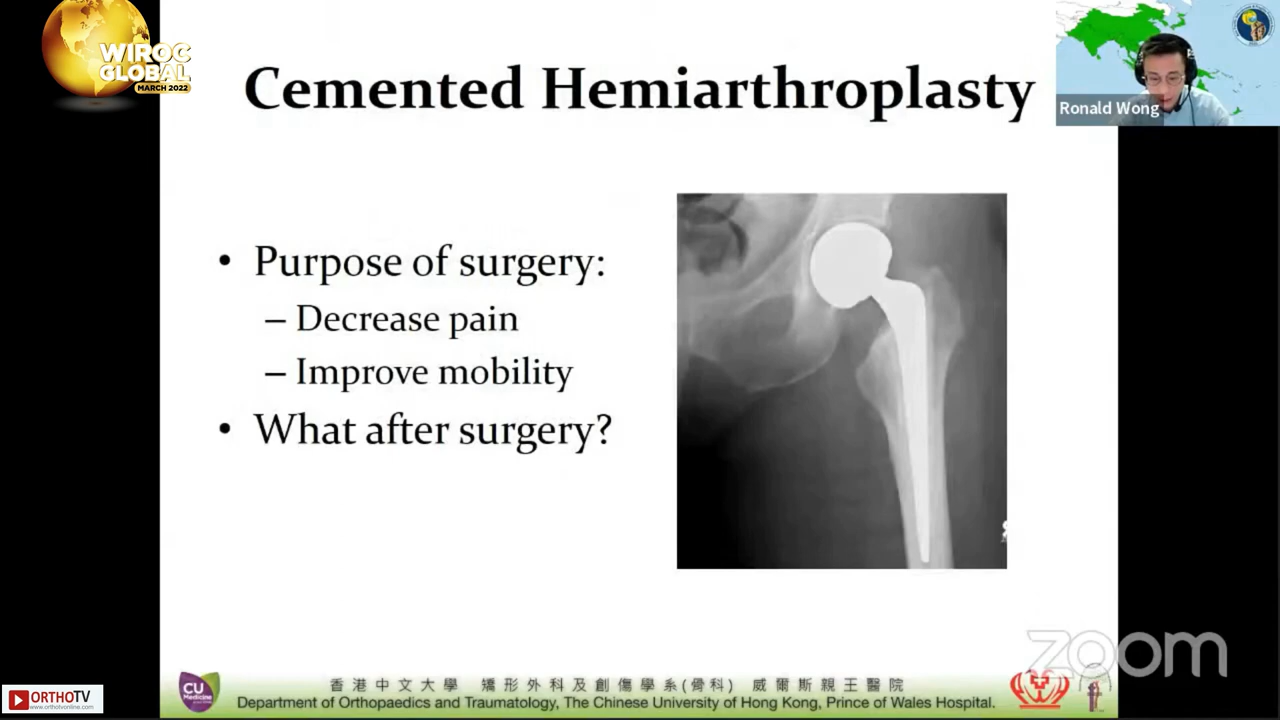 WIROC
GLOBAL
MARCH 2022
Cemented Hemiarthroplasty
Ronald Wong
• Purpose of surgery:
– Decrease pain
– Improve mobility
• What after surgery?
zoom
CU
Medicine
香港中文大學 矯形外科及創傷學系(骨科) 威爾斯親王醫院
Department of Orthopaedics and Traumatology, The Chinese University of Hong Kong, Prince of Wales Hospital.
ORTHOTV
www.orthotvonline.com